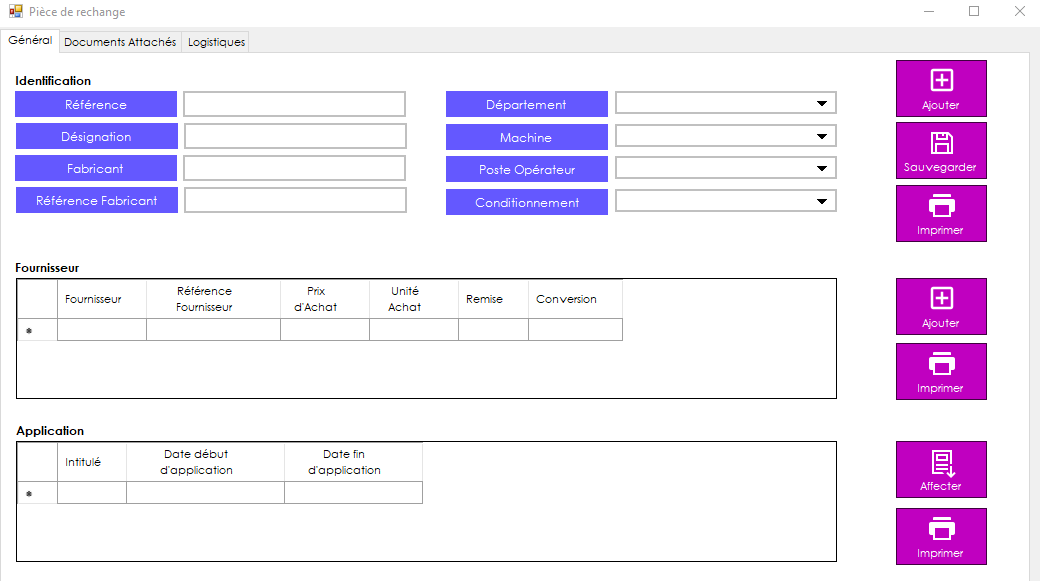 Pièce de rechange
Général Documents Attachés Logistiques
Identification
Référence
Désignation
Fabricant
Référence Fabricant
Département
Machine
Poste Opérateur
Conditionnement
Ajouter
Sauvegarder
Imprimer
Fournisseur
Fournisseur
Référence
Fournisseur
Prix
d'Achat
Unité
Achat
Remise
Conversion
*
Ajouter
Imprimer
Application
Intitulé
Date début
d'application
Date fin
d'application
*
Affecter
Imprimer